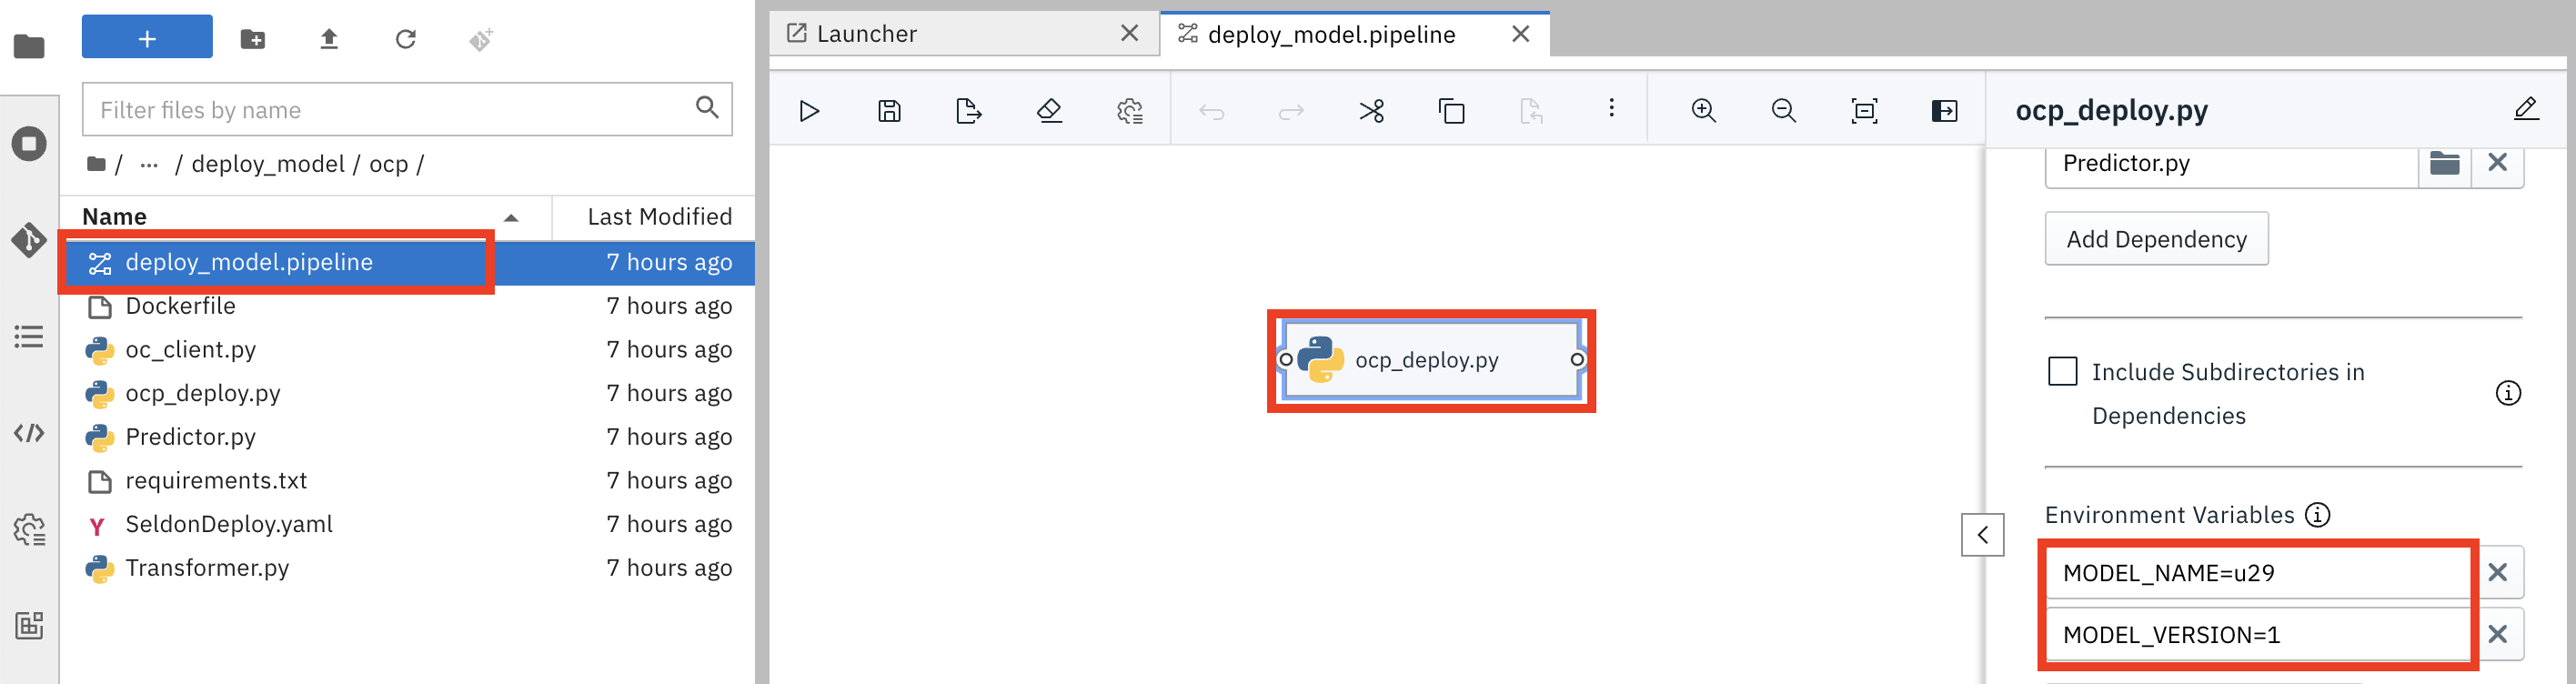 Filter files by name
/ ... / deploy_model / ocp /
Name Last Modified
deploy_model.pipeline 7 hours ago
Dockerfile 7 hours ago
oc_client.py 7 hours ago
ocp_deploy.py 7 hours ago
Predictor.py 7 hours ago
requirements.txt 7 hours ago
SeldonDeploy.yaml 7 hours ago
Transformer.py 7 hours ago
Launcher
deploy_model.pipeline
ocp_deploy.py
ocp_deploy.py
Predictor.py
Add Dependency
Include Subdirectories in
Dependencies
Environment Variables
MODEL_NAME=u29
MODEL_VERSION=1